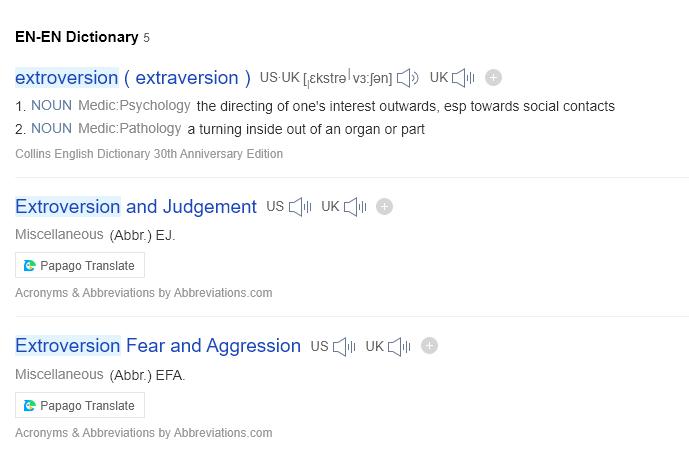 EN-EN Dictionary 5
extroversion ( extraversion ) US·UK [ˌɛkstrəˈvɜːʃən] UK
1. NOUN Medic:Psychology the directing of one's interest outwards, esp towards social contacts
2. NOUN Medic:Pathology a turning inside out of an organ or part
Collins English Dictionary 30th Anniversary Edition
Extroversion and Judgement US UK
Miscellaneous (Abbr.) EJ.
Papago Translate
Acronyms & Abbreviations by Abbreviations.com
Extroversion Fear and Aggression US UK
Miscellaneous (Abbr.) EFA.
Papago Translate
Acronyms & Abbreviations by Abbreviations.com